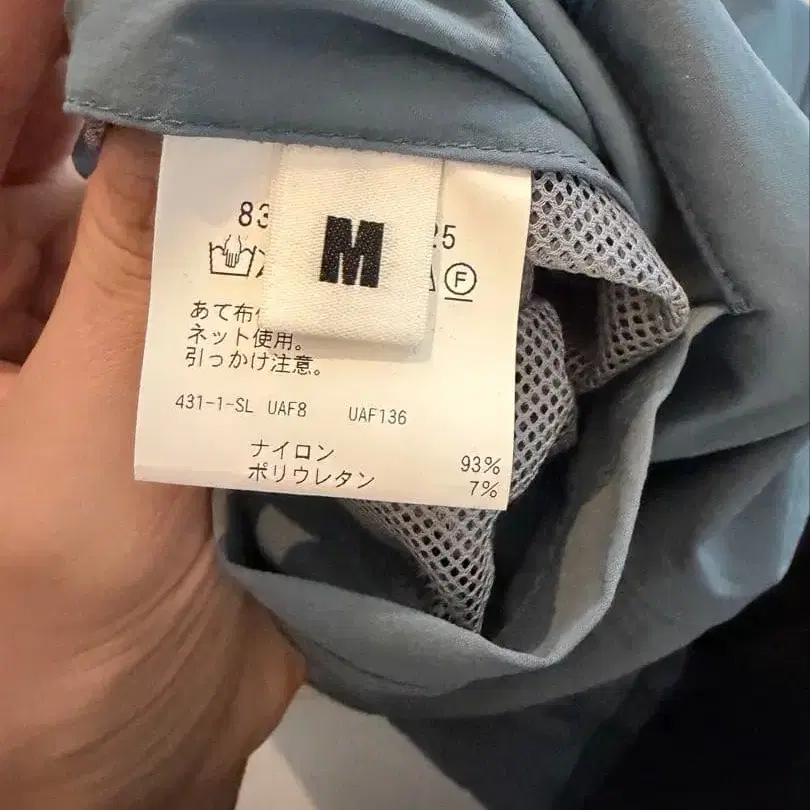 83
M
25
F
あて布
ネット使用。
引っかけ注意。
431-1-SL UAF8 UAF136
ナイロン 93%
ポリウレタン 7%